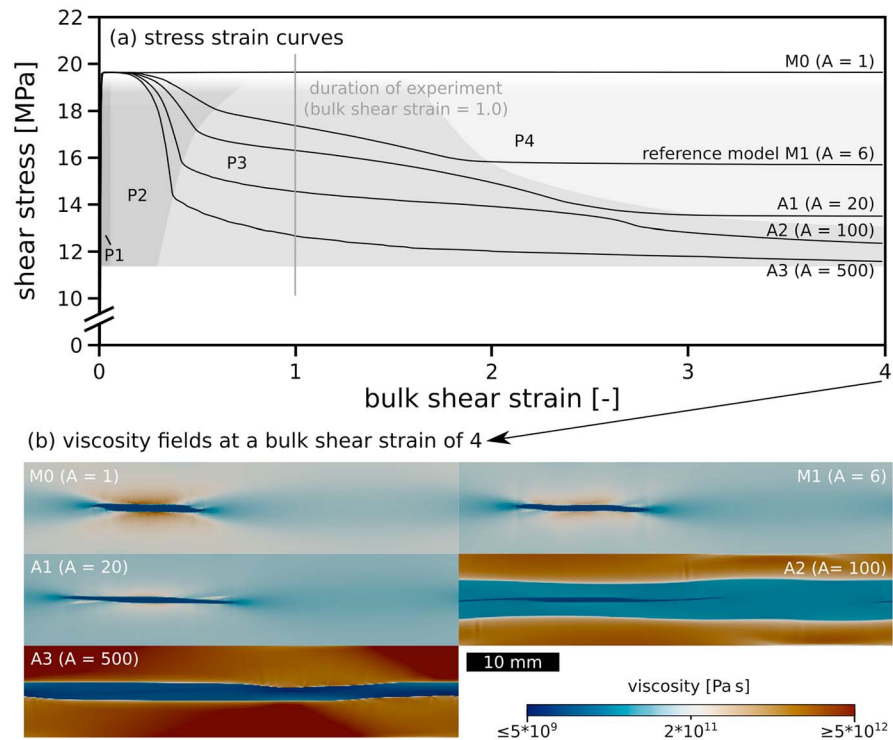 (a) stress strain curves
22
20
18
16
14
12
10
0
shear stress [MPa]
M0 (A = 1)
duration of experiment
(bulk shear strain = 1.0)
P4
reference model M1 (A = 6)
P3
P2
A1 (A = 20)
A2 (A = 100)
P1
A3 (A = 500)
0 1 2 3 4
bulk shear strain [-]
(b) viscosity fields at a bulk shear strain of 4
M0 (A = 1)
M1 (A = 6)
A1 (A = 20)
A2 (A= 100)
A3 (A = 500)
10 mm
viscosity [Pa s]
≤5*10⁹ 2*10¹¹ ≥5*10¹²